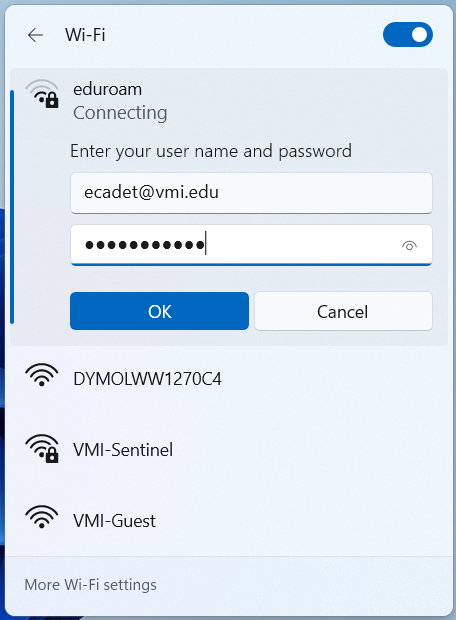 Wi-Fi
eduroam
Connecting
Enter your user name and password
ecadet@vmi.edu
●●●●●●●●●●●
OK
Cancel
DYMOLWW1270C4
VMI-Sentinel
VMI-Guest
More Wi-Fi settings